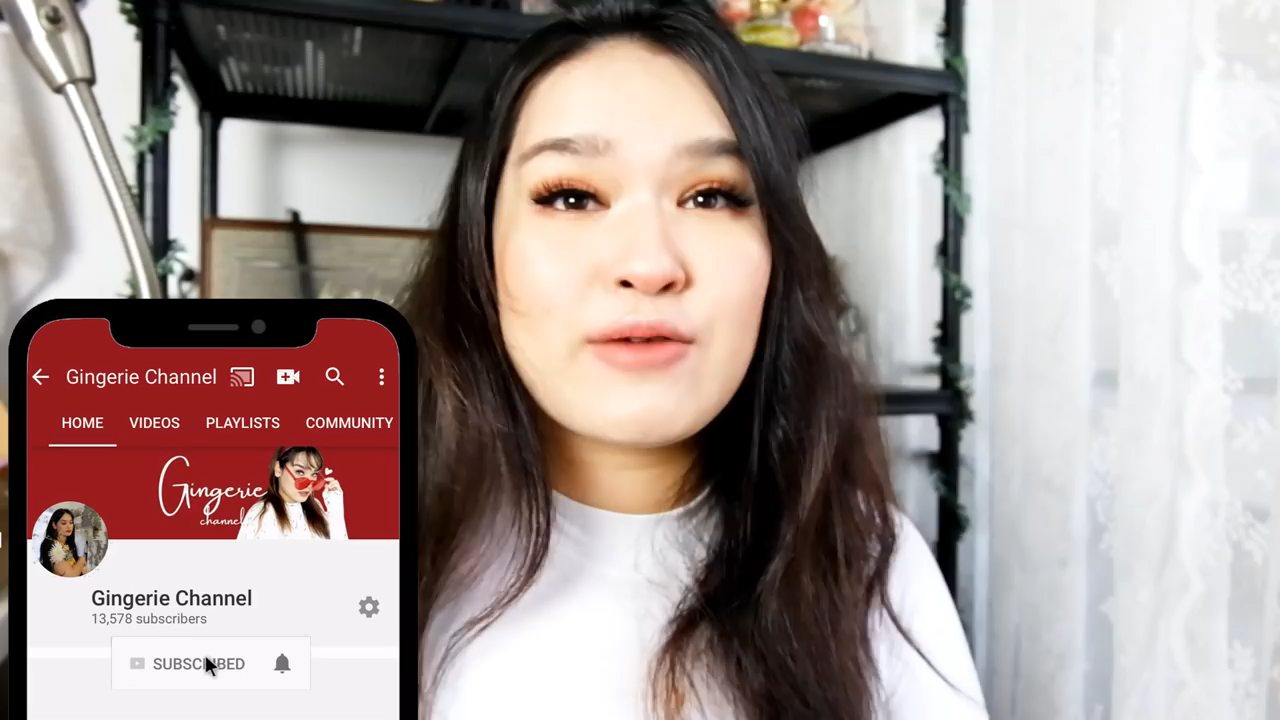 Gingerie Channel
HOME VIDEOS PLAYLISTS COMMUNITY
Gingerie
channel
Gingerie Channel
13,578 subscribers
SUBSCRIBED